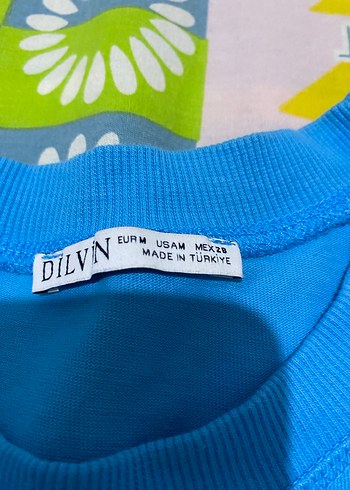 DİLVİN
EUR M USA M MEX 28
MADE IN TÜRKİYE